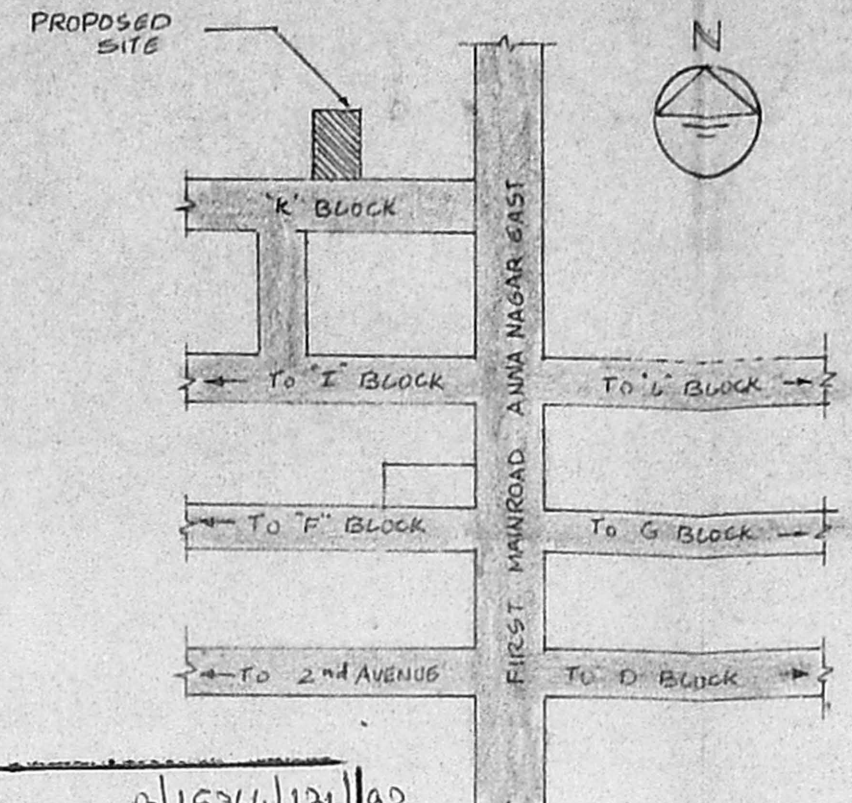 PROPOSED
SITE
N
'K' BLOCK
FIRST MAINROAD ANNA NAGAR EAST
TO "I" BLOCK
TO 'L' BLOCK
TO "F" BLOCK
TO G BLOCK
TO 2nd AVENUE
TO D BLOCK